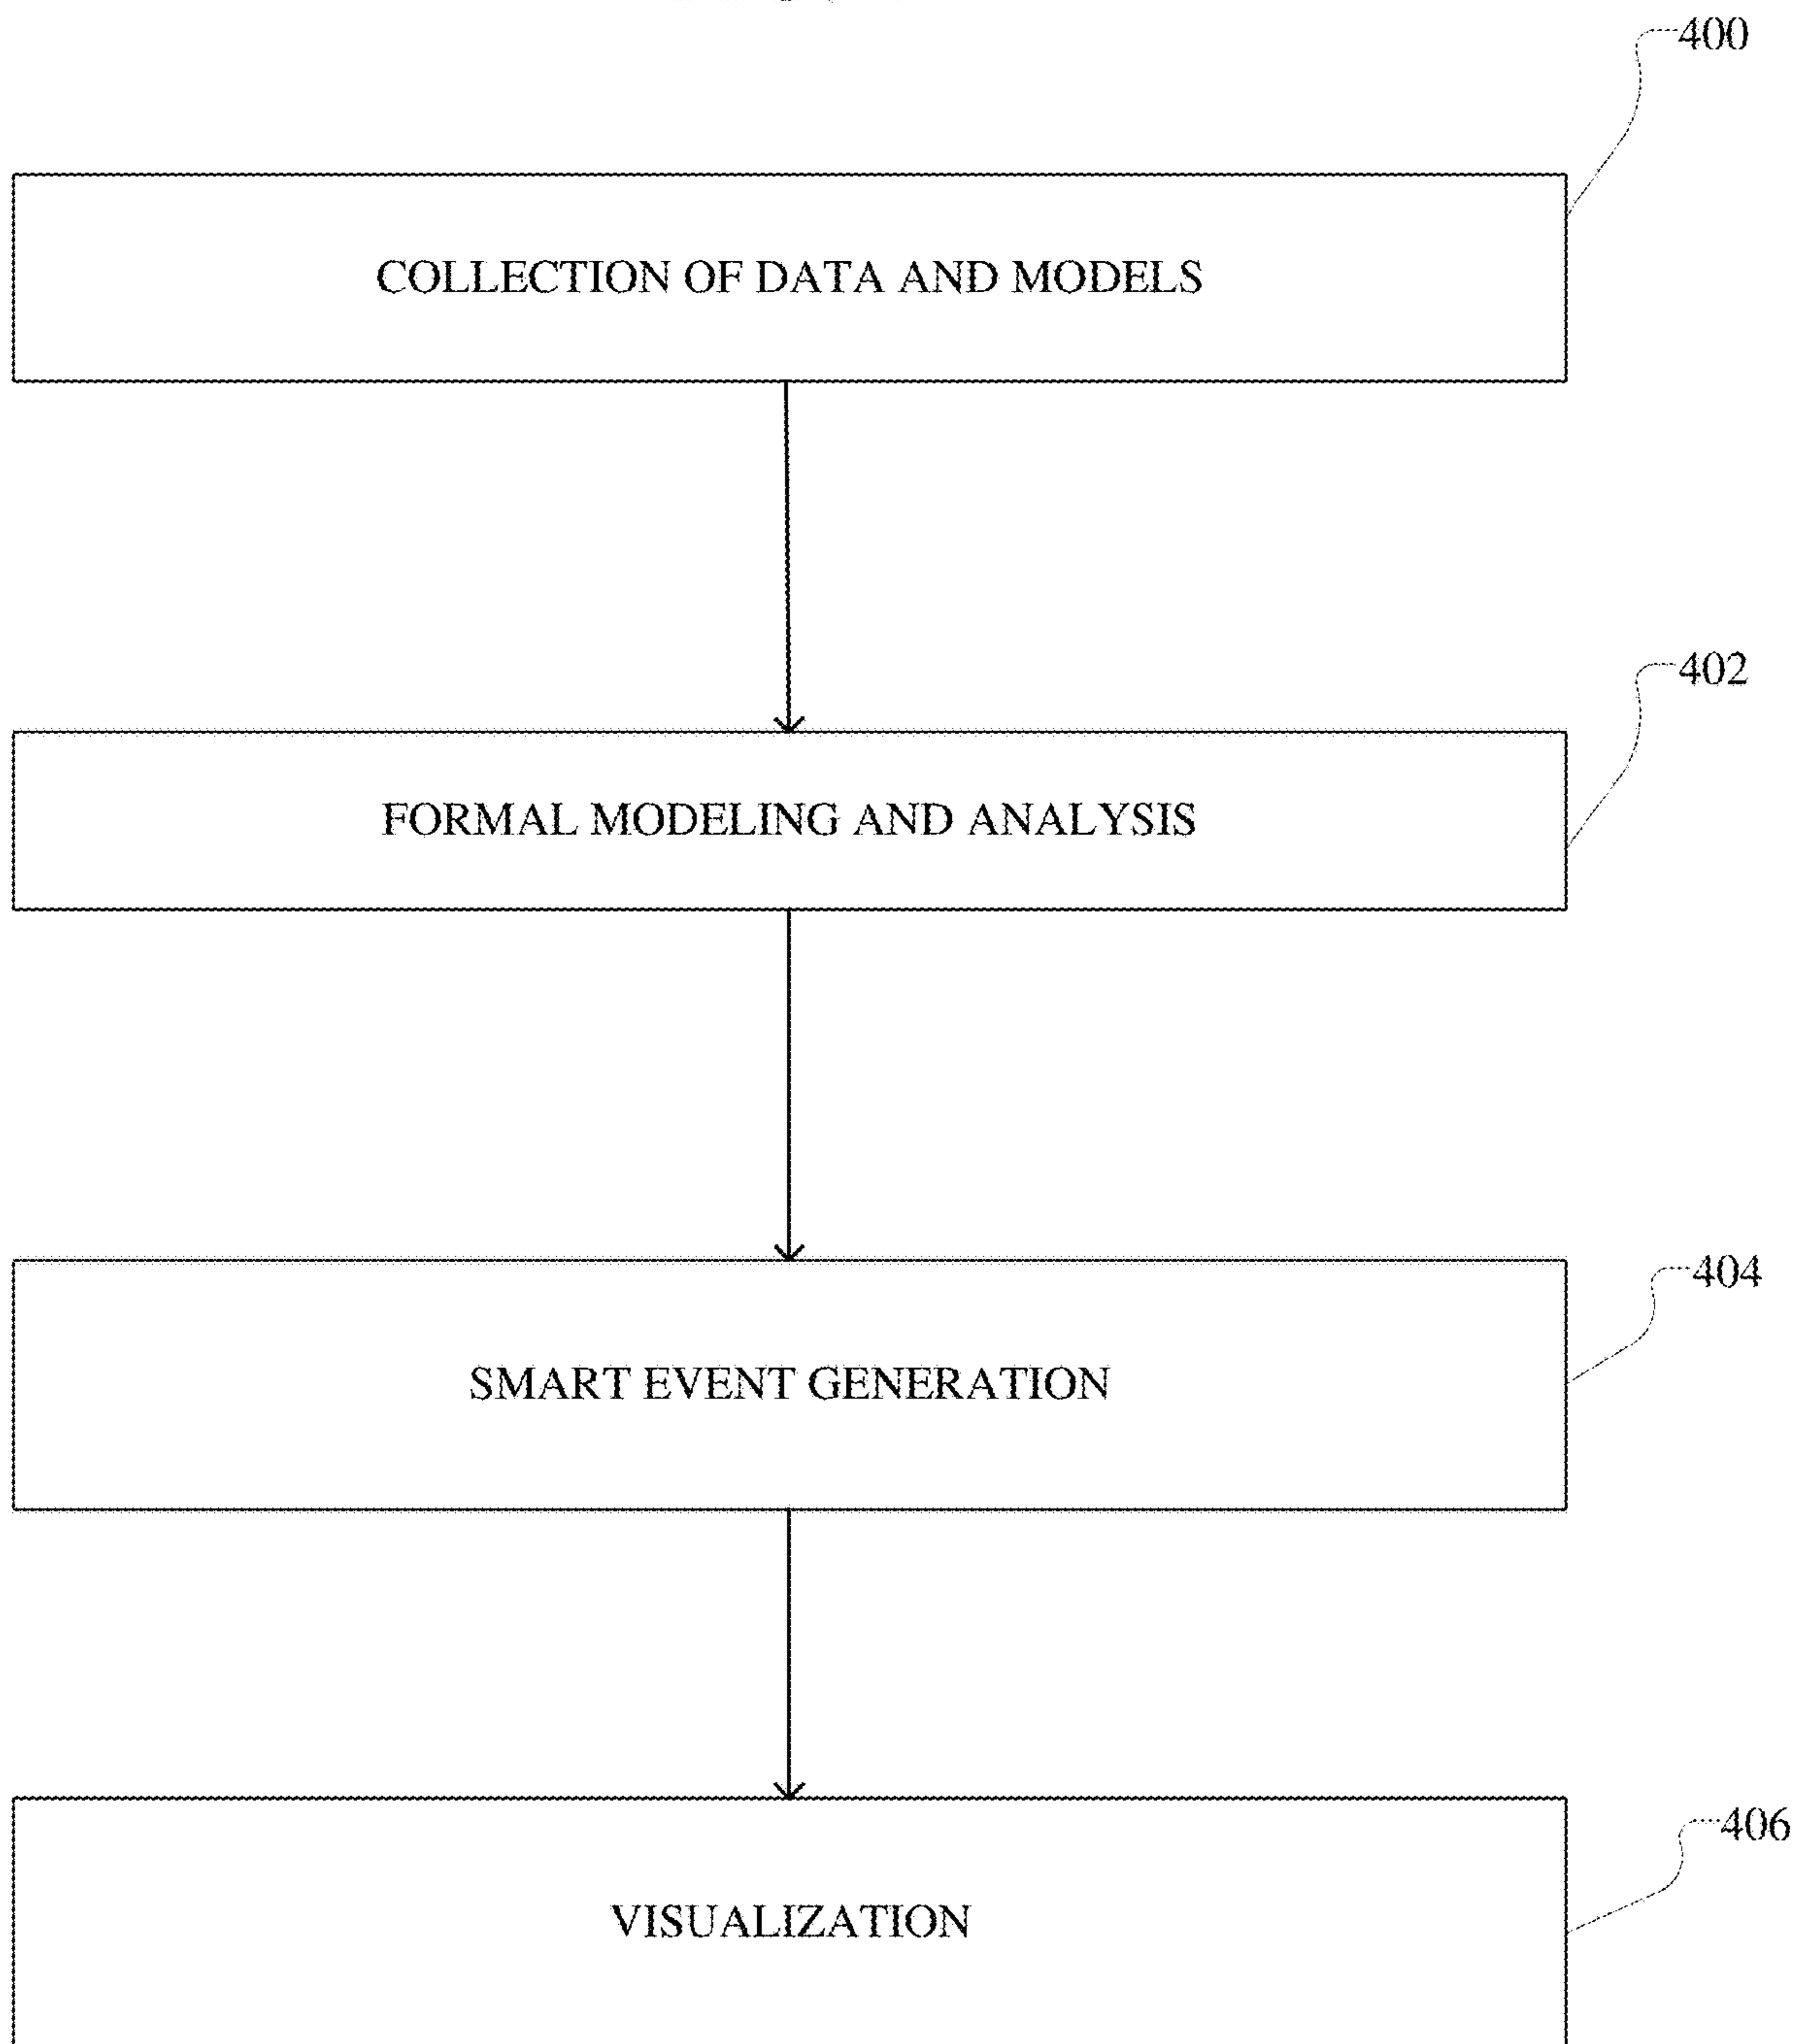 400
COLLECTION OF DATA AND MODELS
402
FORMAL MODELING AND ANALYSIS
404
SMART EVENT GENERATION
406
VISUALIZATION